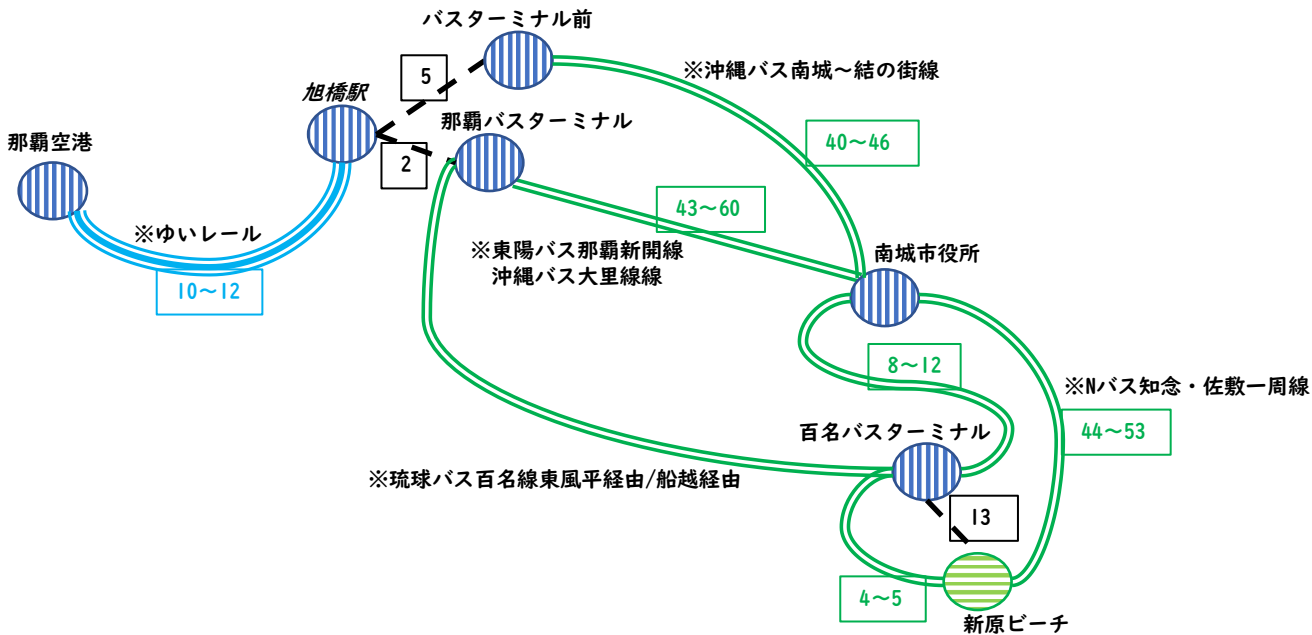 バスターミナル前
5
※沖縄バス南城～結の街線
旭橋駅
那覇バスターミナル
那覇空港
40～46
2
43～60
※ゆいレール
※東陽バス那覇新開線
沖縄バス大里線線
南城市役所
10～12
8～12
※Nバス知念・佐敷一周線
44～53
百名バスターミナル
※琉球バス百名線東風平経由/船越経由
13
4～5
新原ビーチ